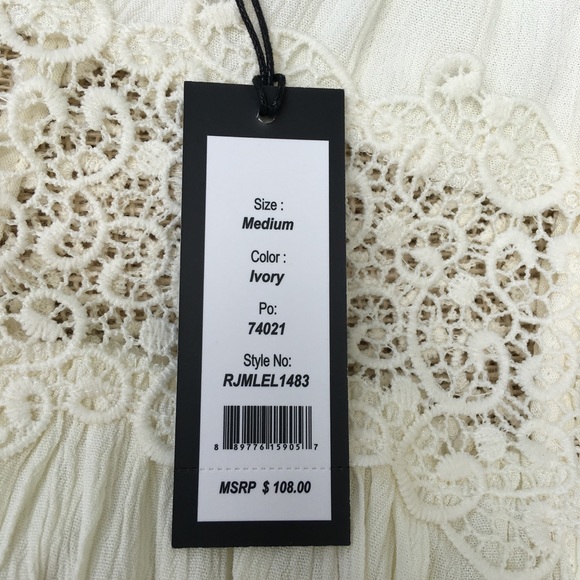 Size :
Medium
Color :
Ivory
Po:
74021
Style No:
RJMLEL1483
8 89776 15905 7
MSRP $ 108.00